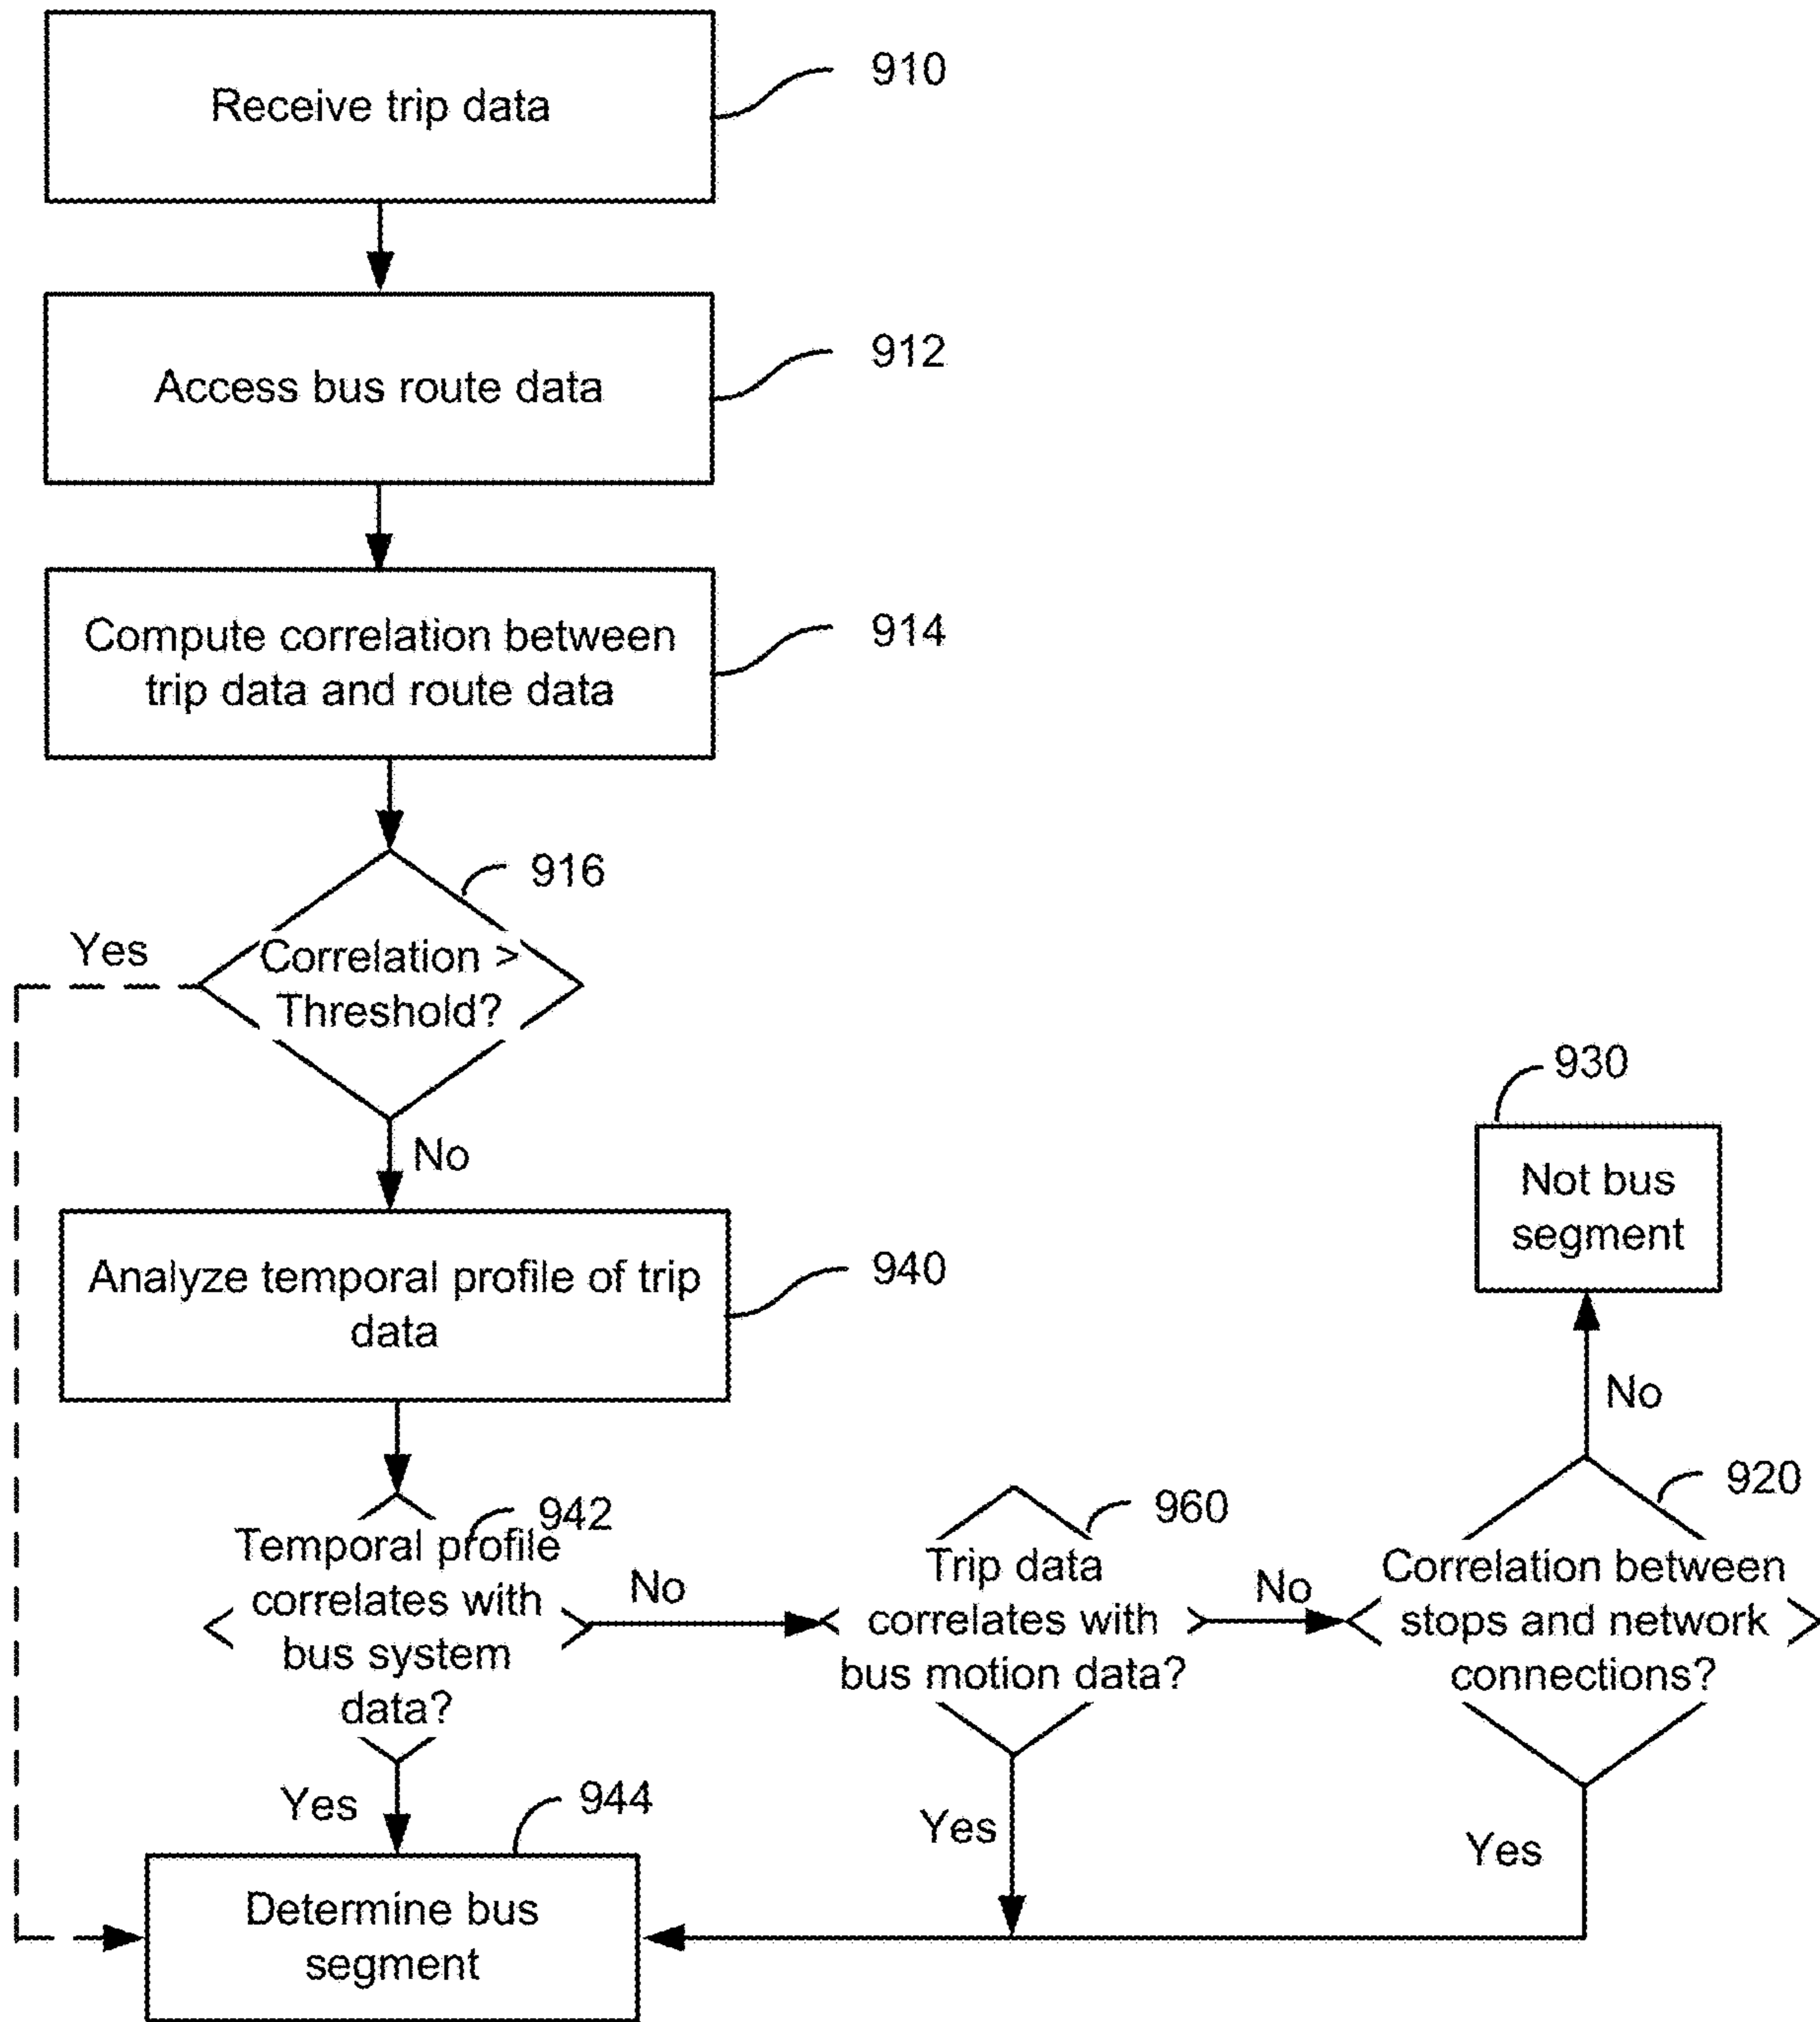 Receive trip data
910
Access bus route data
912
Compute correlation between
trip data and route data
914
916
Yes
Correlation >
Threshold?
No
930
Not bus
segment
Analyze temporal profile of trip
data
940
No
942
Temporal profile
correlates with
bus system
data?
No
960
Trip data
correlates with
bus motion data?
No
920
Correlation between
stops and network
connections?
Yes
944
Yes
Yes
Determine bus
segment